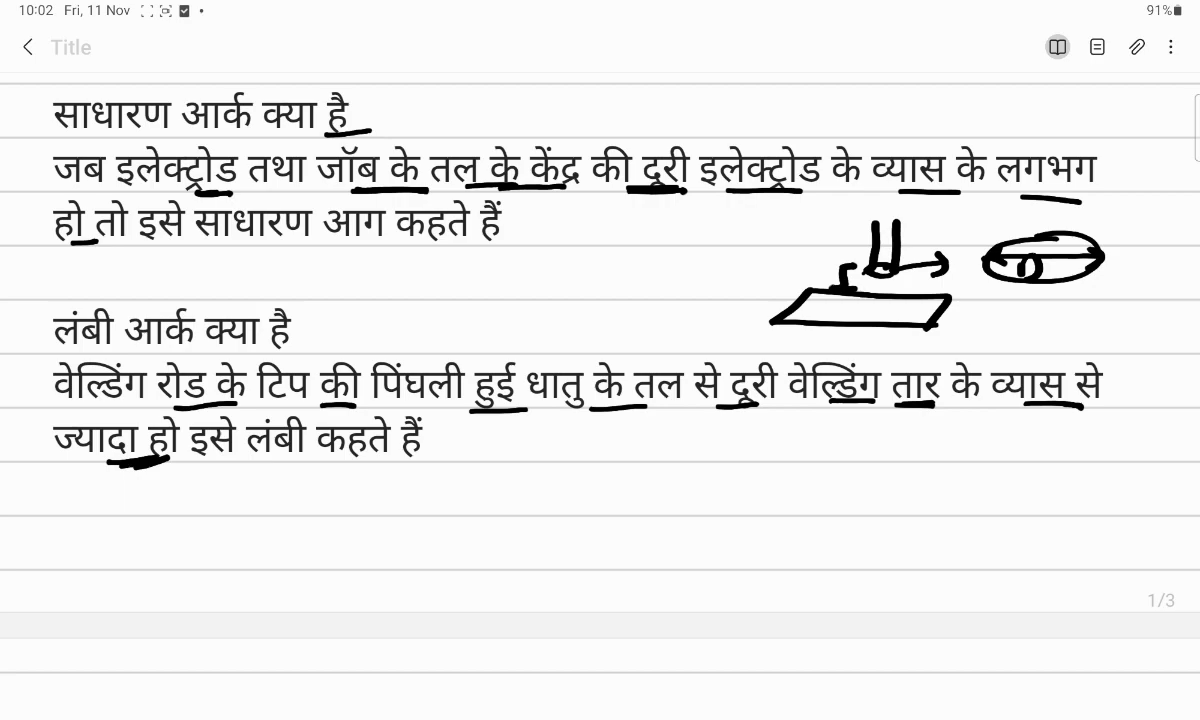 10:02 Fri, 11 Nov
91%
Title
साधारण आर्क क्या है
जब इलेक्ट्रोड तथा जॉब के तल के केंद्र की दूरी इलेक्ट्रोड के व्यास के लगभग
हो तो इसे साधारण आग कहते हैं
D
लंबी आर्क क्या है
वेल्डिंग रोड के टिप की पिंघली हुई धातु के तल से दूरी वेल्डिंग तार के व्यास से
ज्यादा हो इसे लंबी कहते हैं
1/3